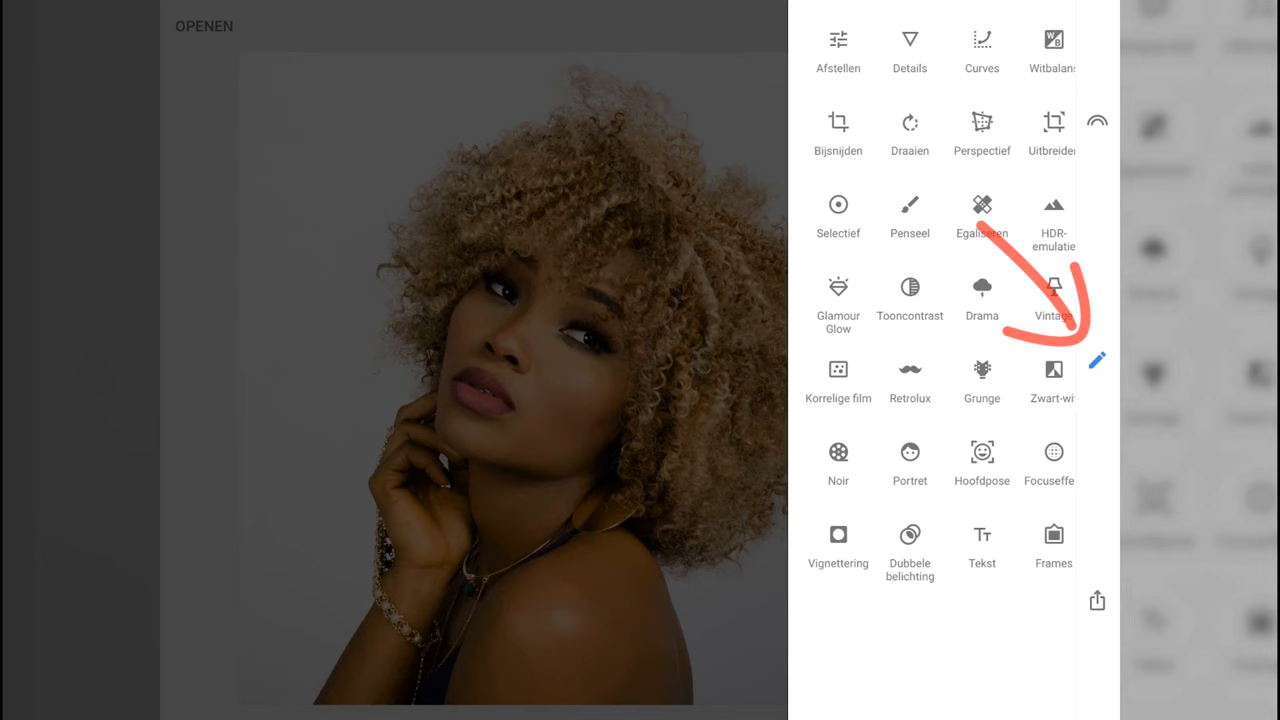 OPENEN
Afstellen Details Curves Witbalans
Bijsnijden Draaien Perspectief Uitbreiden
Selectief Penseel Egaliseren HDR-
emulatie
Glamour Tooncontrast Drama Vintage
Glow
Korrelige film Retrolux Grunge Zwart-wi
Noir Portret Hoofdpose Focuseffe
Vignettering Dubbele Tekst Frames
belichting